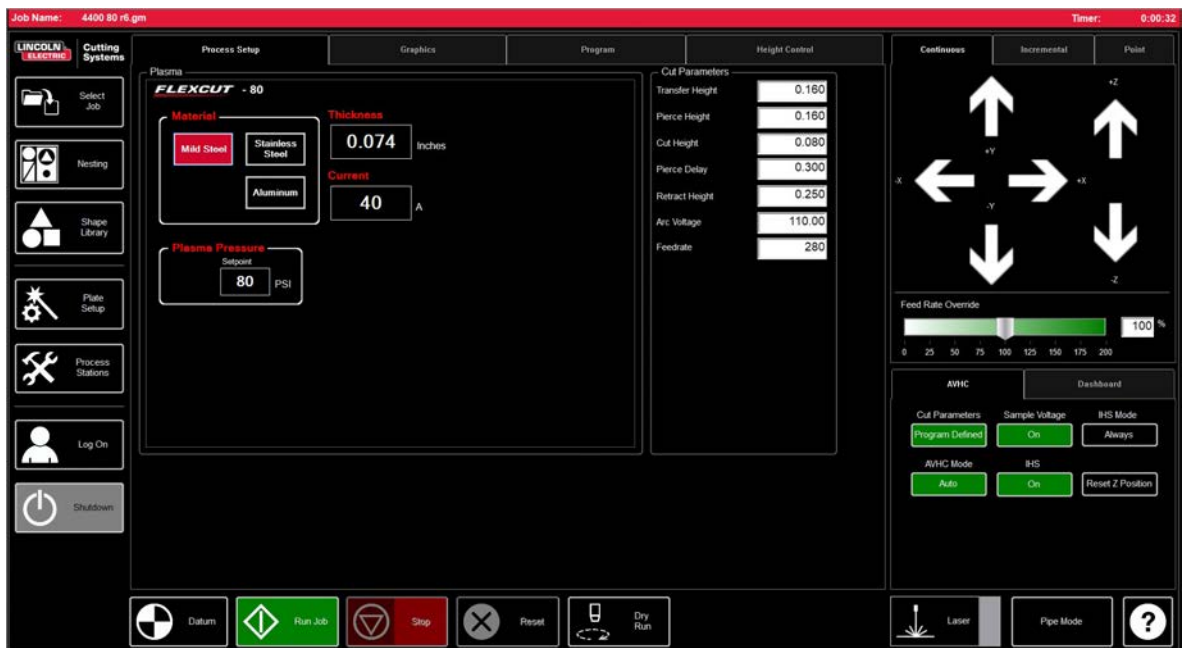 Job Name: 4400 80 r6.gm Timer: 0:00:32
LINCOLN ELECTRIC Cutting Systems
Select Job
Nesting
Shape Library
Plate Setup
Process Stations
Log On
Shutdown
Process Setup Graphics Program Height Control
Plasma
FLEXCUT - 80
Material
Mild Steel
Stainless Steel
Aluminum
Thickness
0.074 Inches
Current
40 A
Plasma Pressure
Setpoint
80 PSI
Cut Parameters
Transfer Height 0.160
Pierce Height 0.160
Cut Height 0.080
Pierce Delay 0.300
Retract Height 0.250
Arc Voltage 110.00
Feedrate 280
Continuous Incremental Point
+Z
+Y
-X +X
-Y
-Z
Feed Rate Override
100 %
0 25 50 75 100 125 150 175 200
AVHC Dashboard
Cut Parameters Sample Voltage IHS Mode
Program Defined On Always
AVHC Mode IHS
Auto On Reset Z Position
Datum Run Job Stop Reset Dry Run
Laser Pipe Mode ?